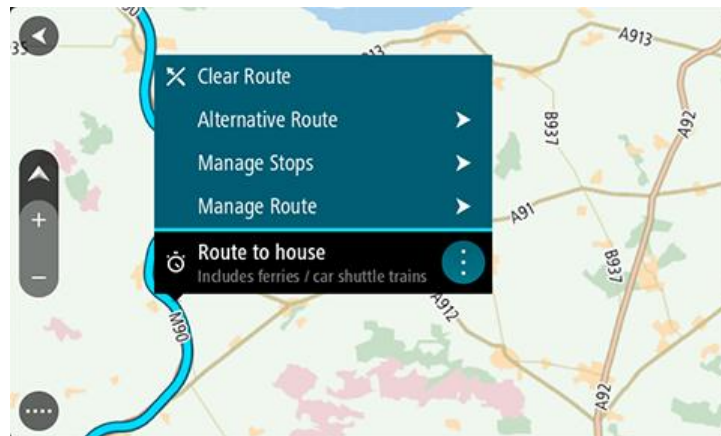 A913
A913
Clear Route
Alternative Route
Manage Stops
Manage Route
Route to house
Includes ferries / car shuttle trains
B937
A92
A91
B937
A912
M90
A92